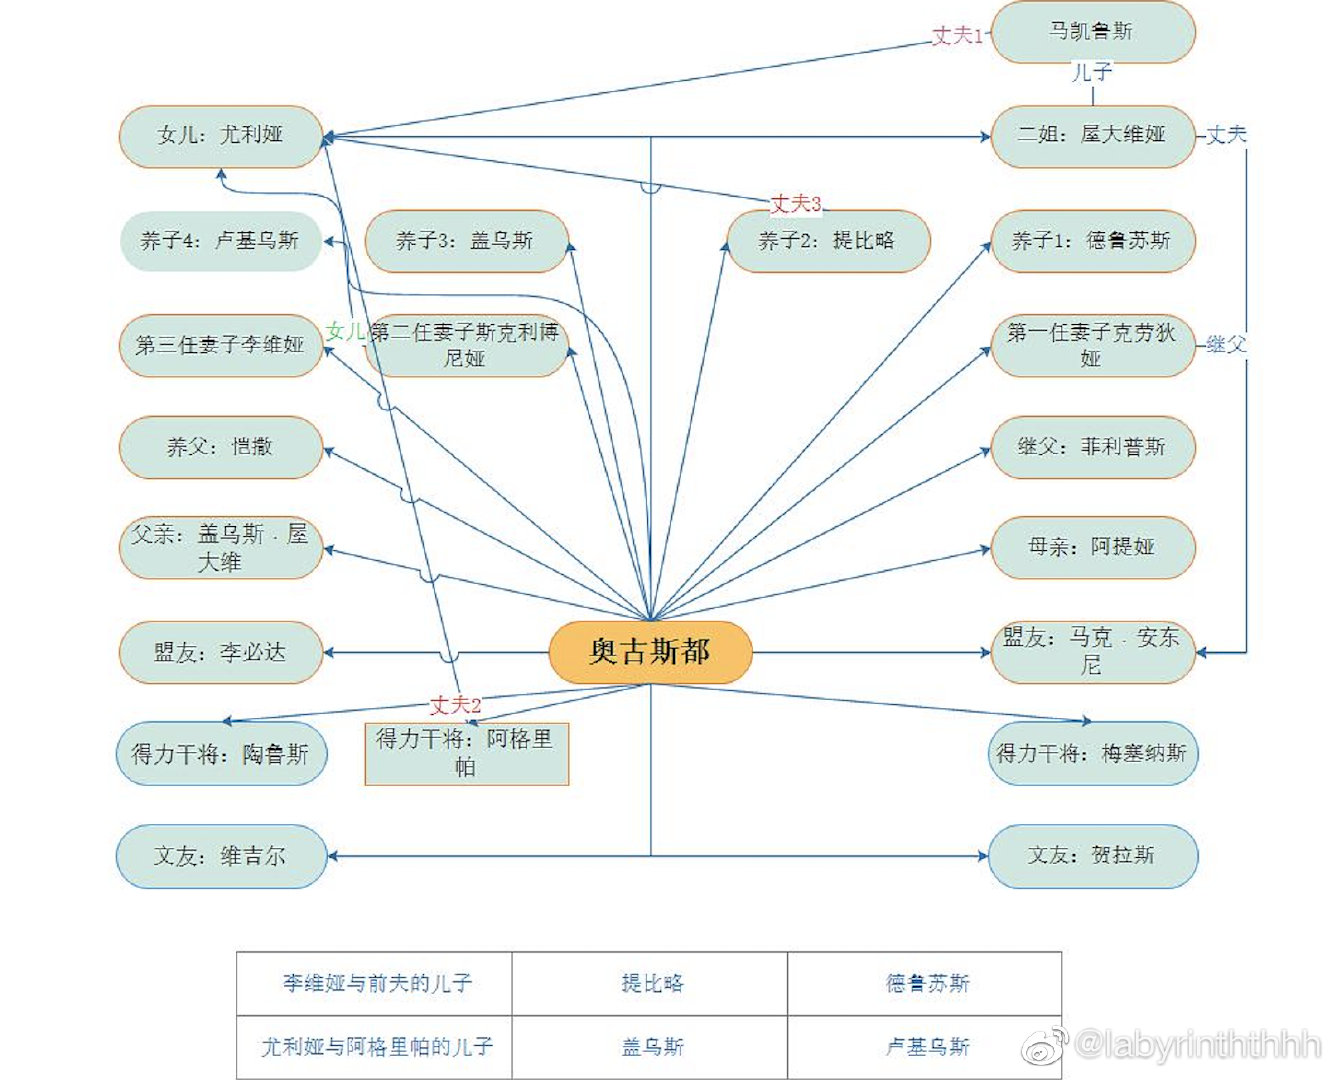 马凯鲁斯
丈夫1
儿子
女儿：尤利娅
二姐：屋大维娅
丈夫
丈夫3
养子4：卢基乌斯
养子3：盖乌斯
养子2：提比略
养子1：德鲁苏斯
第三任妻子李维娅
女儿
第二任妻子斯克利博
尼娅
第一任妻子克劳狄
娅
继父
养父：恺撒
继父：菲利普斯
父亲：盖乌斯．屋
大维
母亲：阿提娅
盟友：李必达
奥古斯都
盟友：马克．安东
尼
丈夫2
得力干将：陶鲁斯
得力干将：阿格里
帕
得力干将：梅塞纳斯
文友：维吉尔
文友：贺拉斯
李维娅与前夫的儿子
提比略
德鲁苏斯
尤利娅与阿格里帕的儿子
盖乌斯
卢基乌斯
@labyrinththhh